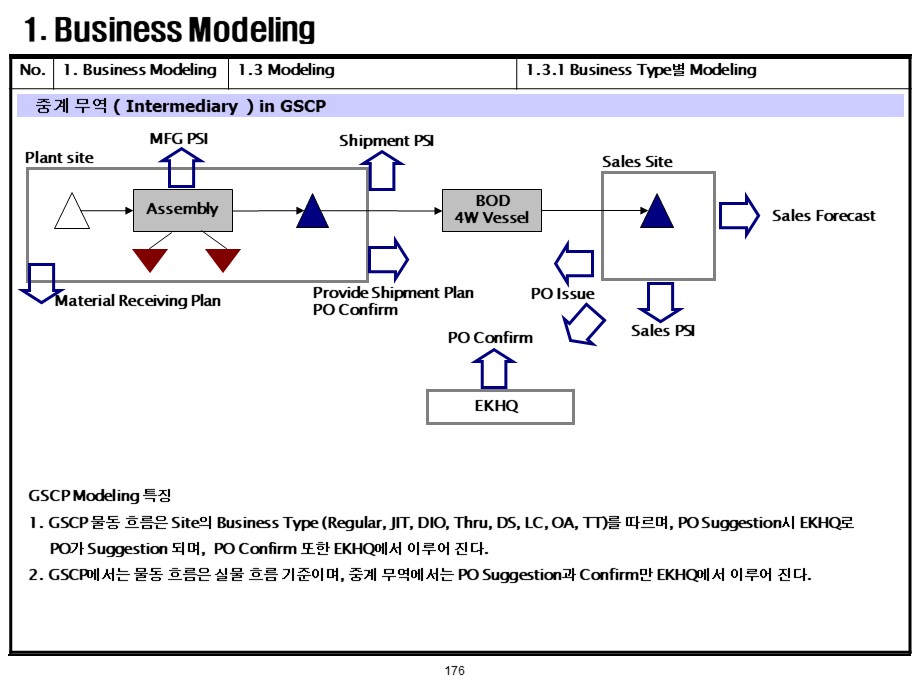 1. Business Modeling
No. 1. Business Modeling 1.3 Modeling 1.3.1 Business Type별 Modeling
중계 무역 ( Intermediary ) in GSCP
MFG PSI
Shipment PSI
Plant site
Sales Site
Assembly
BOD
4W Vessel
Sales Forecast
Material Receiving Plan
Provide Shipment Plan
PO Confirm
PO Issue
Sales PSI
PO Confirm
EKHQ
GSCP Modeling 특징
1. GSCP 물동 흐름은 Site의 Business Type (Regular, JIT, DIO, Thru, DS, LC, OA, TT)를 따르며, PO Suggestion시 EKHQ로
PO가 Suggestion 되며, PO Confirm 또한 EKHQ에서 이루어 진다.
2. GSCP에서는 물동 흐름은 실물 흐름 기준이며, 중계 무역에서는 PO Suggestion과 Confirm만 EKHQ에서 이루어 진다.
176